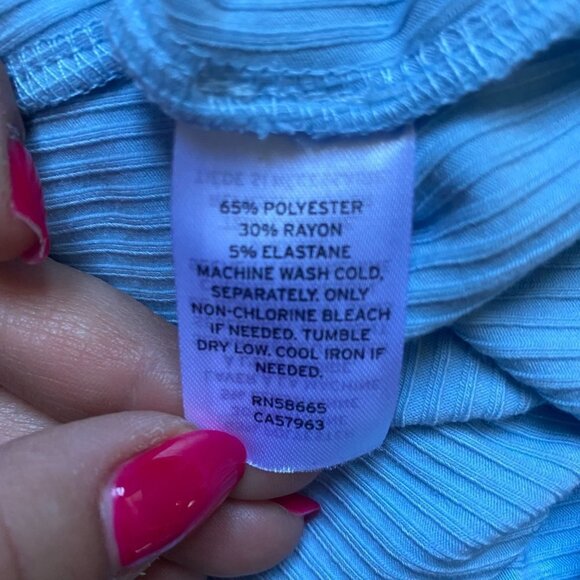 65% POLYESTER
30% RAYON
5% ELASTANE
MACHINE WASH COLD,
SEPARATELY. ONLY
NON-CHLORINE BLEACH
IF NEEDED. TUMBLE
DRY LOW. COOL IRON IF
NEEDED.
RN58665
CA57963